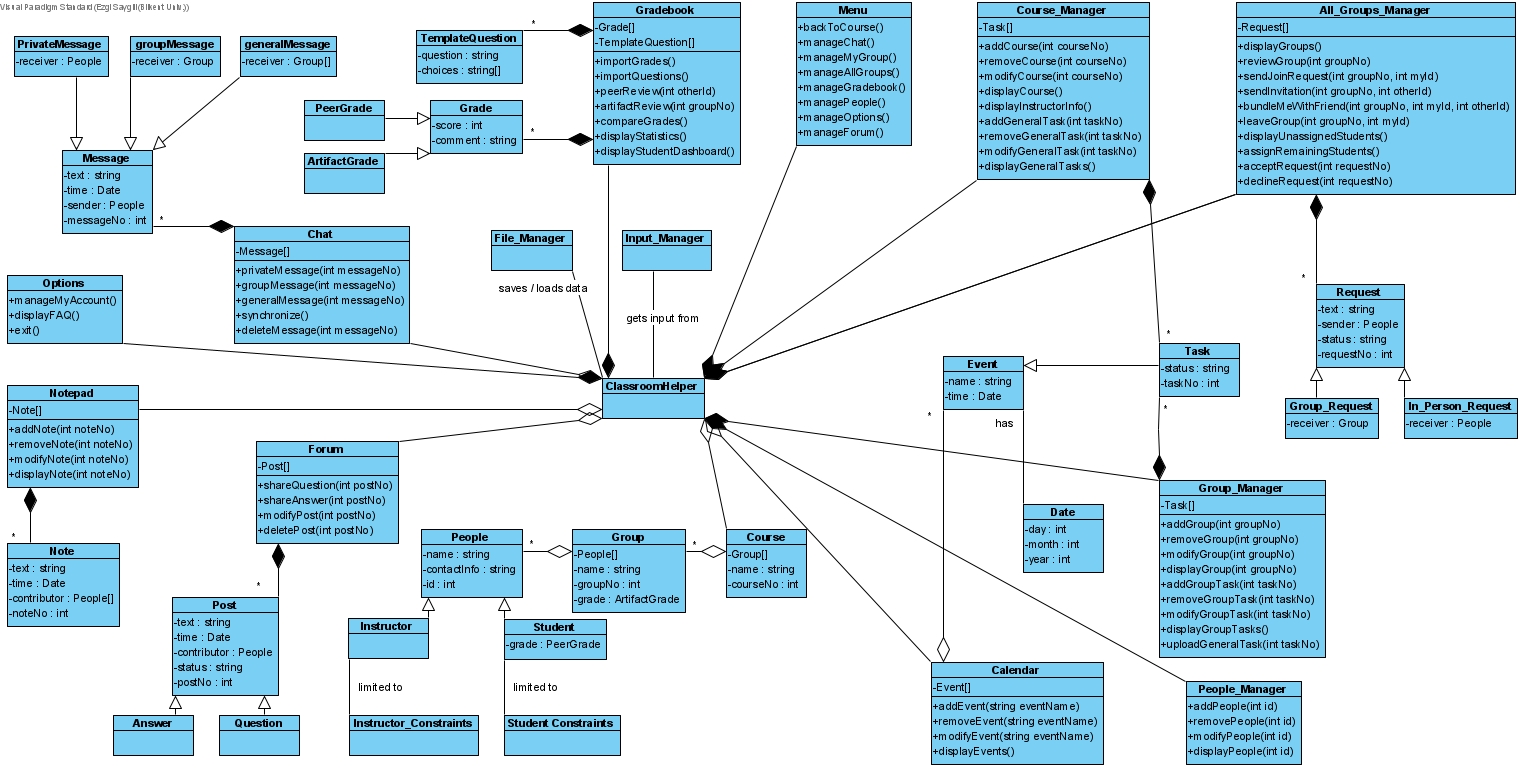 Visual Paradigm Standard (Ezgi Saygili(Bilkent Univ.))
PrivateMessage
-receiver : People
groupMessage
-receiver : Group
generalMessage
-receiver : Group[]
Message
-text : string
-time : Date
-sender : People
-messageNo : int
*
TemplateQuestion
-question : string
-choices : string[]
*
PeerGrade
ArtifactGrade
Grade
-score : int
-comment : string
*
Gradebook
-Grade[]
-TemplateQuestion[]
+importGrades()
+importQuestions()
+peerReview(int otherId)
+artifactReview(int groupNo)
+compareGrades()
+displayStatistics()
+displayStudentDashboard()
Menu
+backToCourse()
+manageChat()
+manageMyGroup()
+manageAllGroups()
+manageGradebook()
+managePeople()
+manageOptions()
+manageForum()
Course_Manager
-Task[]
+addCourse(int courseNo)
+removeCourse(int courseNo)
+modifyCourse(int courseNo)
+displayCourse()
+displayInstructorInfo()
+addGeneralTask(int taskNo)
+removeGeneralTask(int taskNo)
+modifyGeneralTask(int taskNo)
+displayGeneralTasks()
All_Groups_Manager
-Request[]
+displayGroups()
+reviewGroup(int groupNo)
+sendJoinRequest(int groupNo, int myId)
+sendInvitation(int groupNo, int otherId)
+bundleMeWithFriend(int groupNo, int myId, int otherId)
+leaveGroup(int groupNo, int myId)
+displayUnassignedStudents()
+assignRemainingStudents()
+acceptRequest(int requestNo)
+declineRequest(int requestNo)
Chat
-Message[]
+privateMessage(int messageNo)
+groupMessage(int messageNo)
+generalMessage(int messageNo)
+synchronize()
+deleteMessage(int messageNo)
Options
+manageMyAccount()
+displayFAQ()
+exit()
File_Manager
saves / loads data
Input_Manager
gets input from
*
Request
-text : string
-sender : People
-status : string
-requestNo : int
Group_Request
-receiver : Group
In_Person_Request
-receiver : People
*
Task
-status : string
-taskNo : int
*
Event
-name : string
-time : Date
*
has
ClassroomHelper
Notepad
-Note[]
+addNote(int noteNo)
+removeNote(int noteNo)
+modifyNote(int noteNo)
+displayNote(int noteNo)
*
Note
-text : string
-time : Date
-contributor : People[]
-noteNo : int
Forum
-Post[]
+shareQuestion(int postNo)
+shareAnswer(int postNo)
+modifyPost(int postNo)
+deletePost(int postNo)
*
Post
-text : string
-time : Date
-contributor : People
-status : string
-postNo : int
Answer
Question
People
-name : string
-contactInfo : string
-id : int
*
Group
-People[]
-name : string
-groupNo : int
-grade : ArtifactGrade
*
Course
-Group[]
-name : string
-courseNo : int
Instructor
limited to
Instructor_Constraints
Student
-grade : PeerGrade
limited to
Student Constraints
Date
-day : int
-month : int
-year : int
Group_Manager
-Task[]
+addGroup(int groupNo)
+removeGroup(int groupNo)
+modifyGroup(int groupNo)
+displayGroup(int groupNo)
+addGroupTask(int taskNo)
+removeGroupTask(int taskNo)
+modifyGroupTask(int taskNo)
+displayGroupTasks()
+uploadGeneralTask(int taskNo)
Calendar
-Event[]
+addEvent(string eventName)
+removeEvent(string eventName)
+modifyEvent(string eventName)
+displayEvents()
People_Manager
+addPeople(int id)
+removePeople(int id)
+modifyPeople(int id)
+displayPeople(int id)